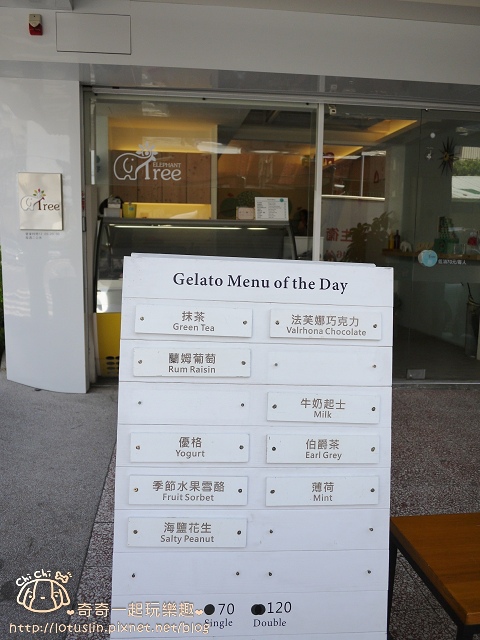 ELEPHANT
Tree
Tree
Gelato Menu of the Day
抹茶
Green Tea
法芙娜巧克力
Valrhona Chocolate
蘭姆葡萄
Rum Raisin
牛奶起士
Milk
優格
Yogurt
伯爵茶
Earl Grey
季節水果雪酪
Fruit Sorbet
薄荷
Mint
海鹽花生
Salty Peanut
70
Single
120
Double
Chi Chi
奇奇一起玩樂趣
http://lotuslin.pixnet.net/blog